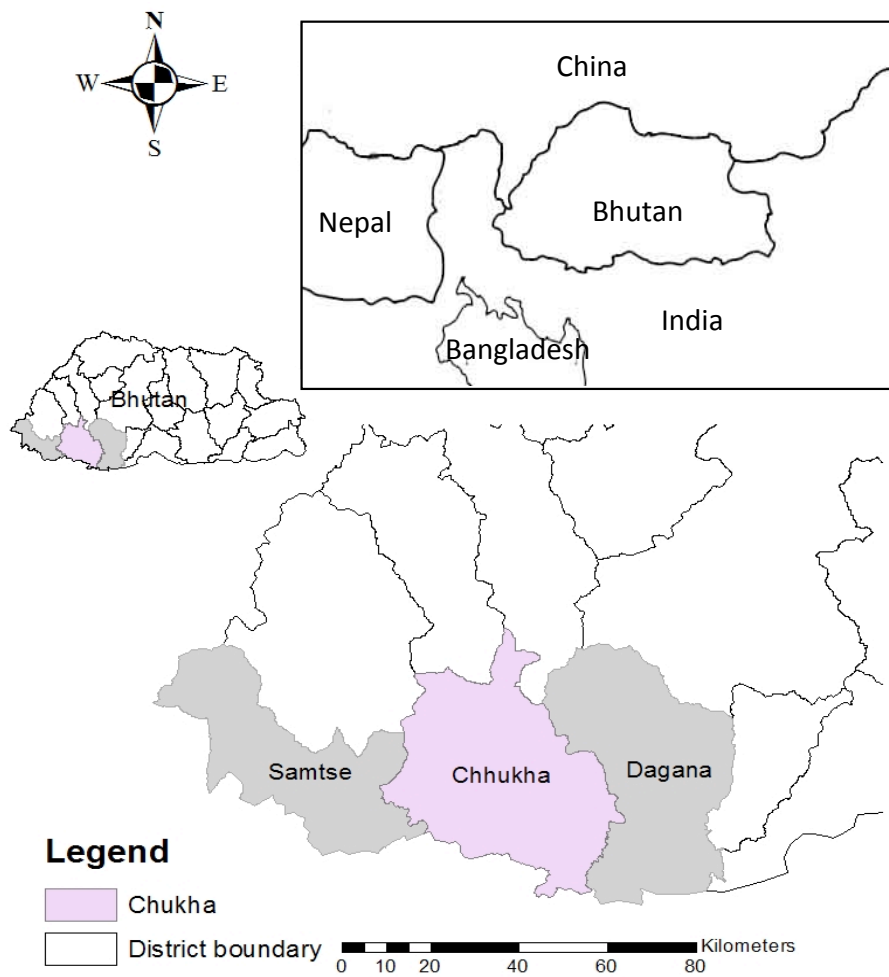 N
W E
S
China
Nepal
Bhutan
India
Bangladesh
Bhutan
Samtse
Chhukha
Dagana
Legend
Chukha
District boundary
Kilometers
0 10 20 40 60 80